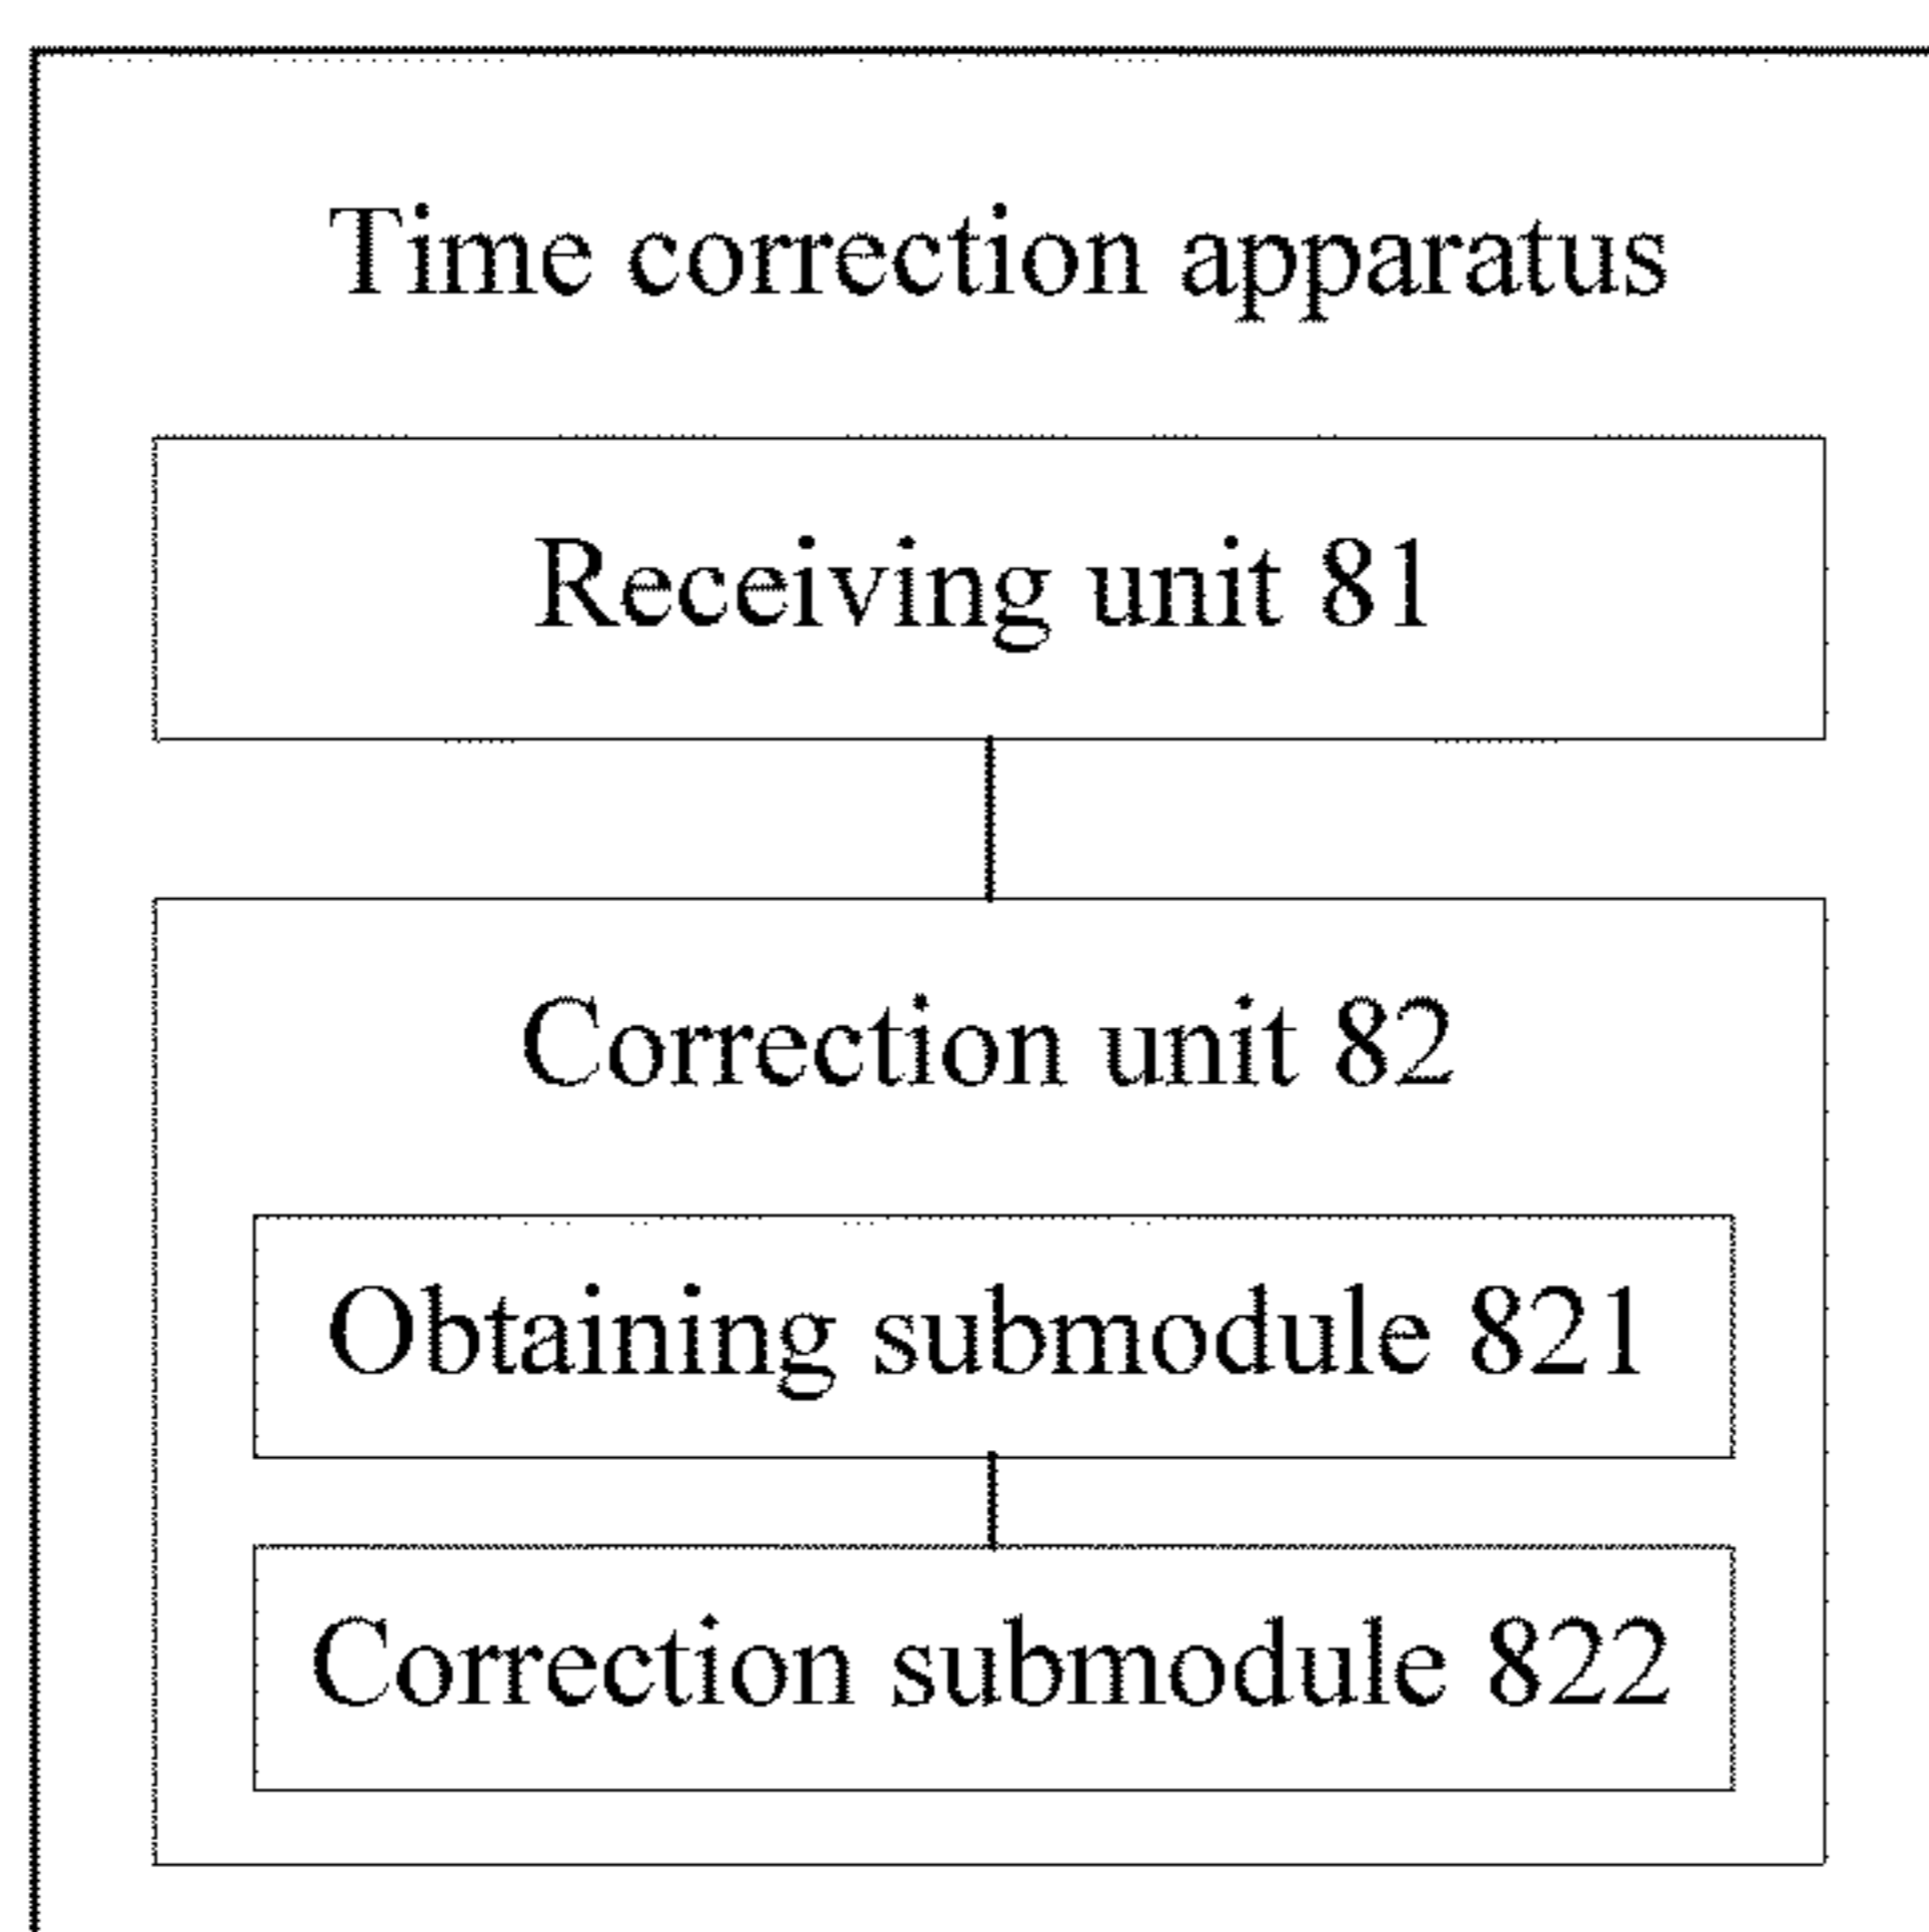 Time correction apparatus
Receiving unit 81
Correction unit 82
Obtaining submodule 821
Correction submodule 822